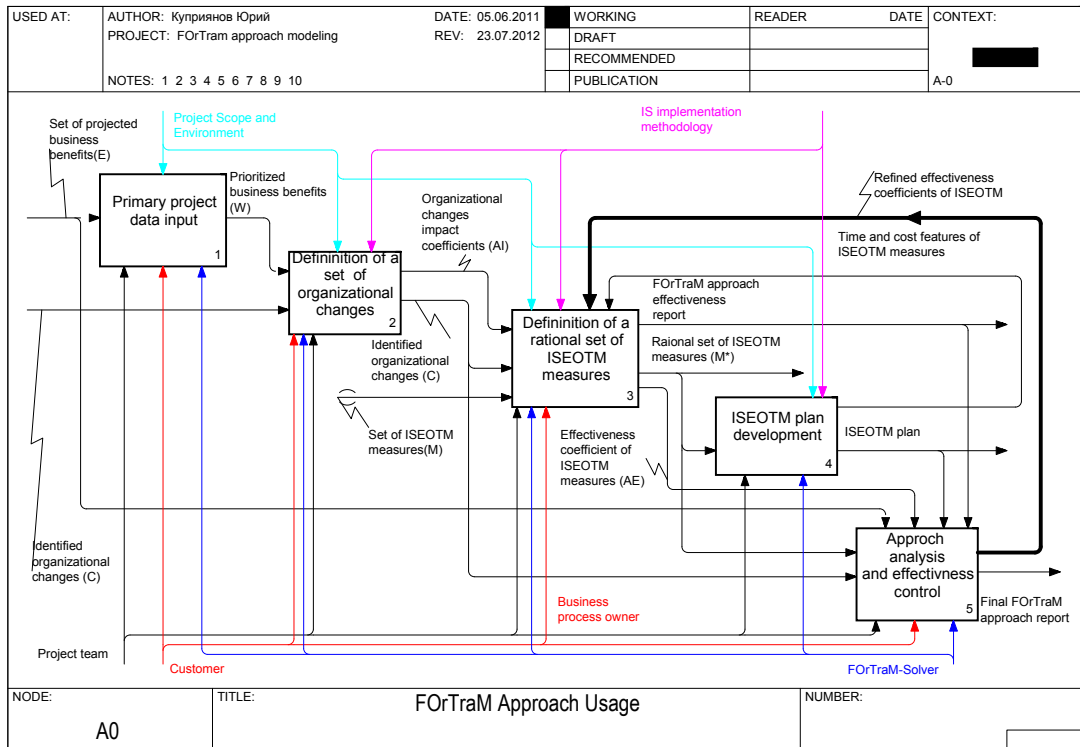 USED AT:
AUTHOR: Куприянов Юрий
DATE: 05.06.2011
PROJECT: FOrTram approach modeling
REV: 23.07.2012
NOTES: 1 2 3 4 5 6 7 8 9 10
WORKING
DRAFT
RECOMMENDED
PUBLICATION
READER
DATE
CONTEXT:
A-0
Set of projected
business
benefits(E)
Project Scope and
Environment
IS implementation
methodology
Primary project
data input
1
Prioritized
business benefits
(W)
Organizational
changes
impact
coefficients (AI)
Refined effectiveness
coefficients of ISEOTM
Time and cost features of
ISEOTM measures
Defininition of a
set of
organizational
changes
2
FOrTraM approach
effectiveness
report
Defininition of a
rational set of
ISEOTM
measures
3
Identified
organizational
changes (C)
Raional set of ISEOTM
measures (M*)
Set of ISEOTM
measures(M)
Effectiveness
coefficient of
ISEOTM
measures (AE)
ISEOTM plan
development
4
ISEOTM plan
Identified
organizational
changes (C)
Approch
analysis
and effectivness
control
5
Business
process owner
Final FOrTraM
approach report
Project team
Customer
FOrTraM-Solver
NODE:
A0
TITLE:
FOrTraM Approach Usage
NUMBER: